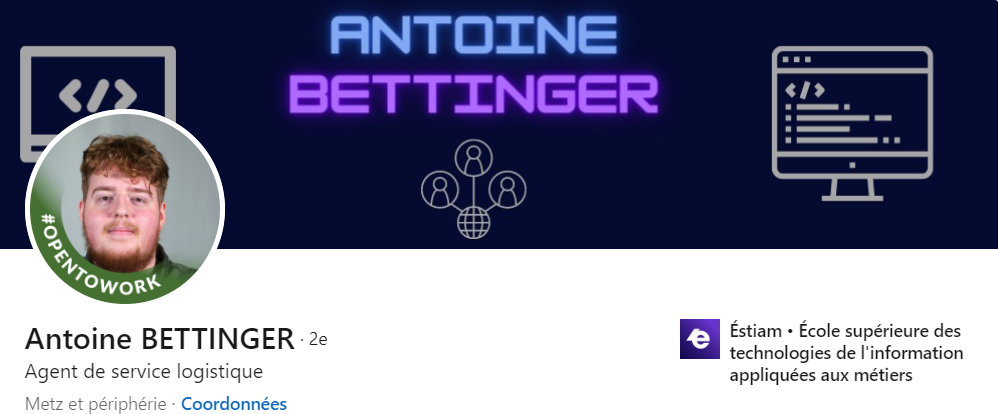 ANTOINE
BETTINGER
</>
</>
#OPENTOWORK
Antoine BETTINGER · 2e
Agent de service logistique
Metz et périphérie · Coordonnées
e
Éstiam • École supérieure des
technologies de l'information
appliquées aux métiers